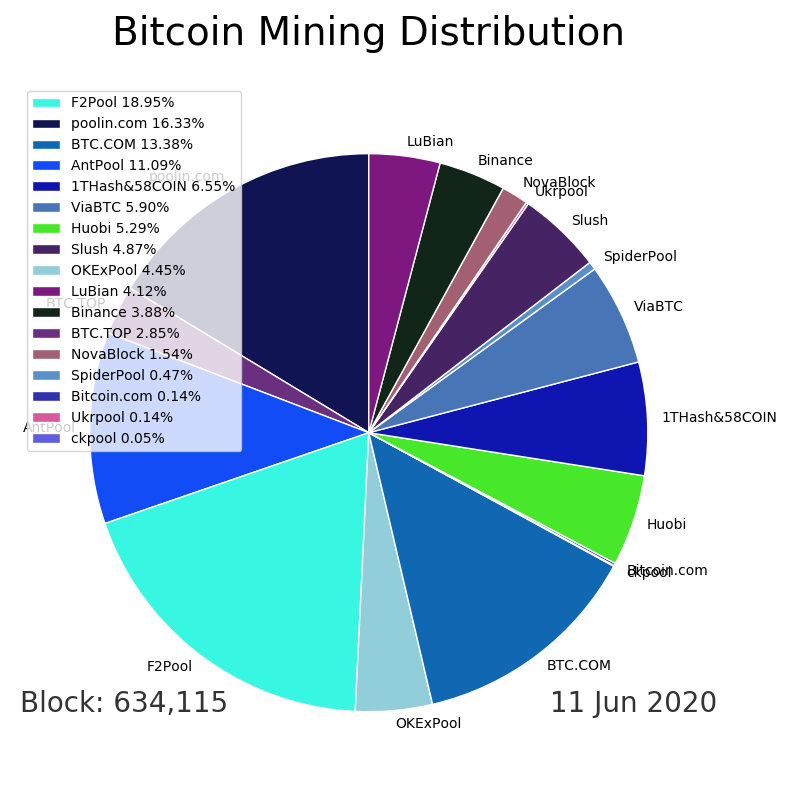 Bitcoin Mining Distribution
F2Pool 18.95%
poolin.com 16.33%
BTC.COM 13.38%
AntPool 11.09%
1THash&58COIN 6.55%
ViaBTC 5.90%
Huobi 5.29%
Slush 4.87%
OKExPool 4.45%
LuBian 4.12%
Binance 3.88%
BTC.TOP 2.85%
NovaBlock 1.54%
SpiderPool 0.47%
Bitcoin.com 0.14%
Ukrpool 0.14%
ckpool 0.05%
LuBian
Binance
NovaBlock
Ukrpool
Slush
SpiderPool
ViaBTC
1THash&58COIN
Huobi
Bitcoin.com
ckpool
BTC.COM
OKExPool
F2Pool
AntPool
BTC.TOP
poolin.com
Block: 634,115
11 Jun 2020